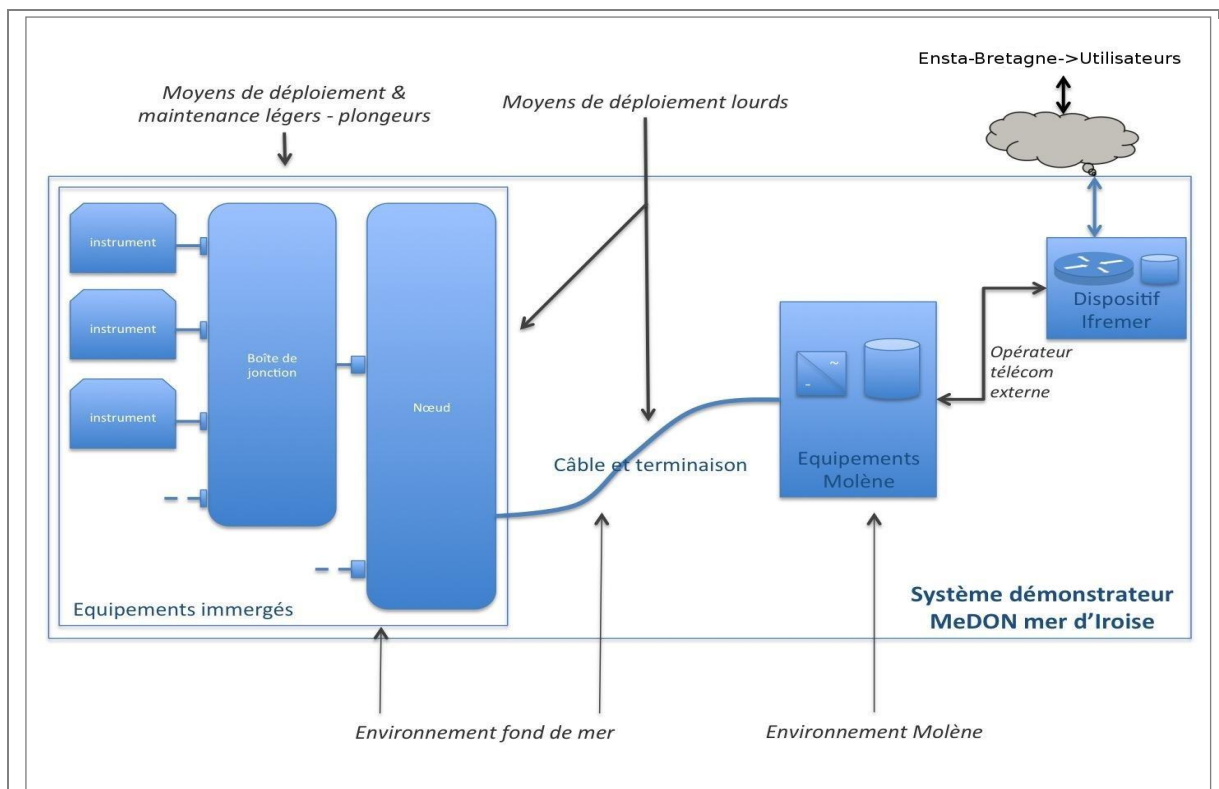 Ensta-Bretagne->Utilisateurs
Moyens de déploiement &
maintenance légers - plongeurs
Moyens de déploiement lourds
instrument
instrument
instrument
Boîte de
jonction
Nœud
Câble et terminaison
~
-
Equipements
Molène
Dispositif
Ifremer
Opérateur
télécom
externe
Equipements immergés
Système démonstrateur
MeDON mer d'Iroise
Environnement fond de mer
Environnement Molène